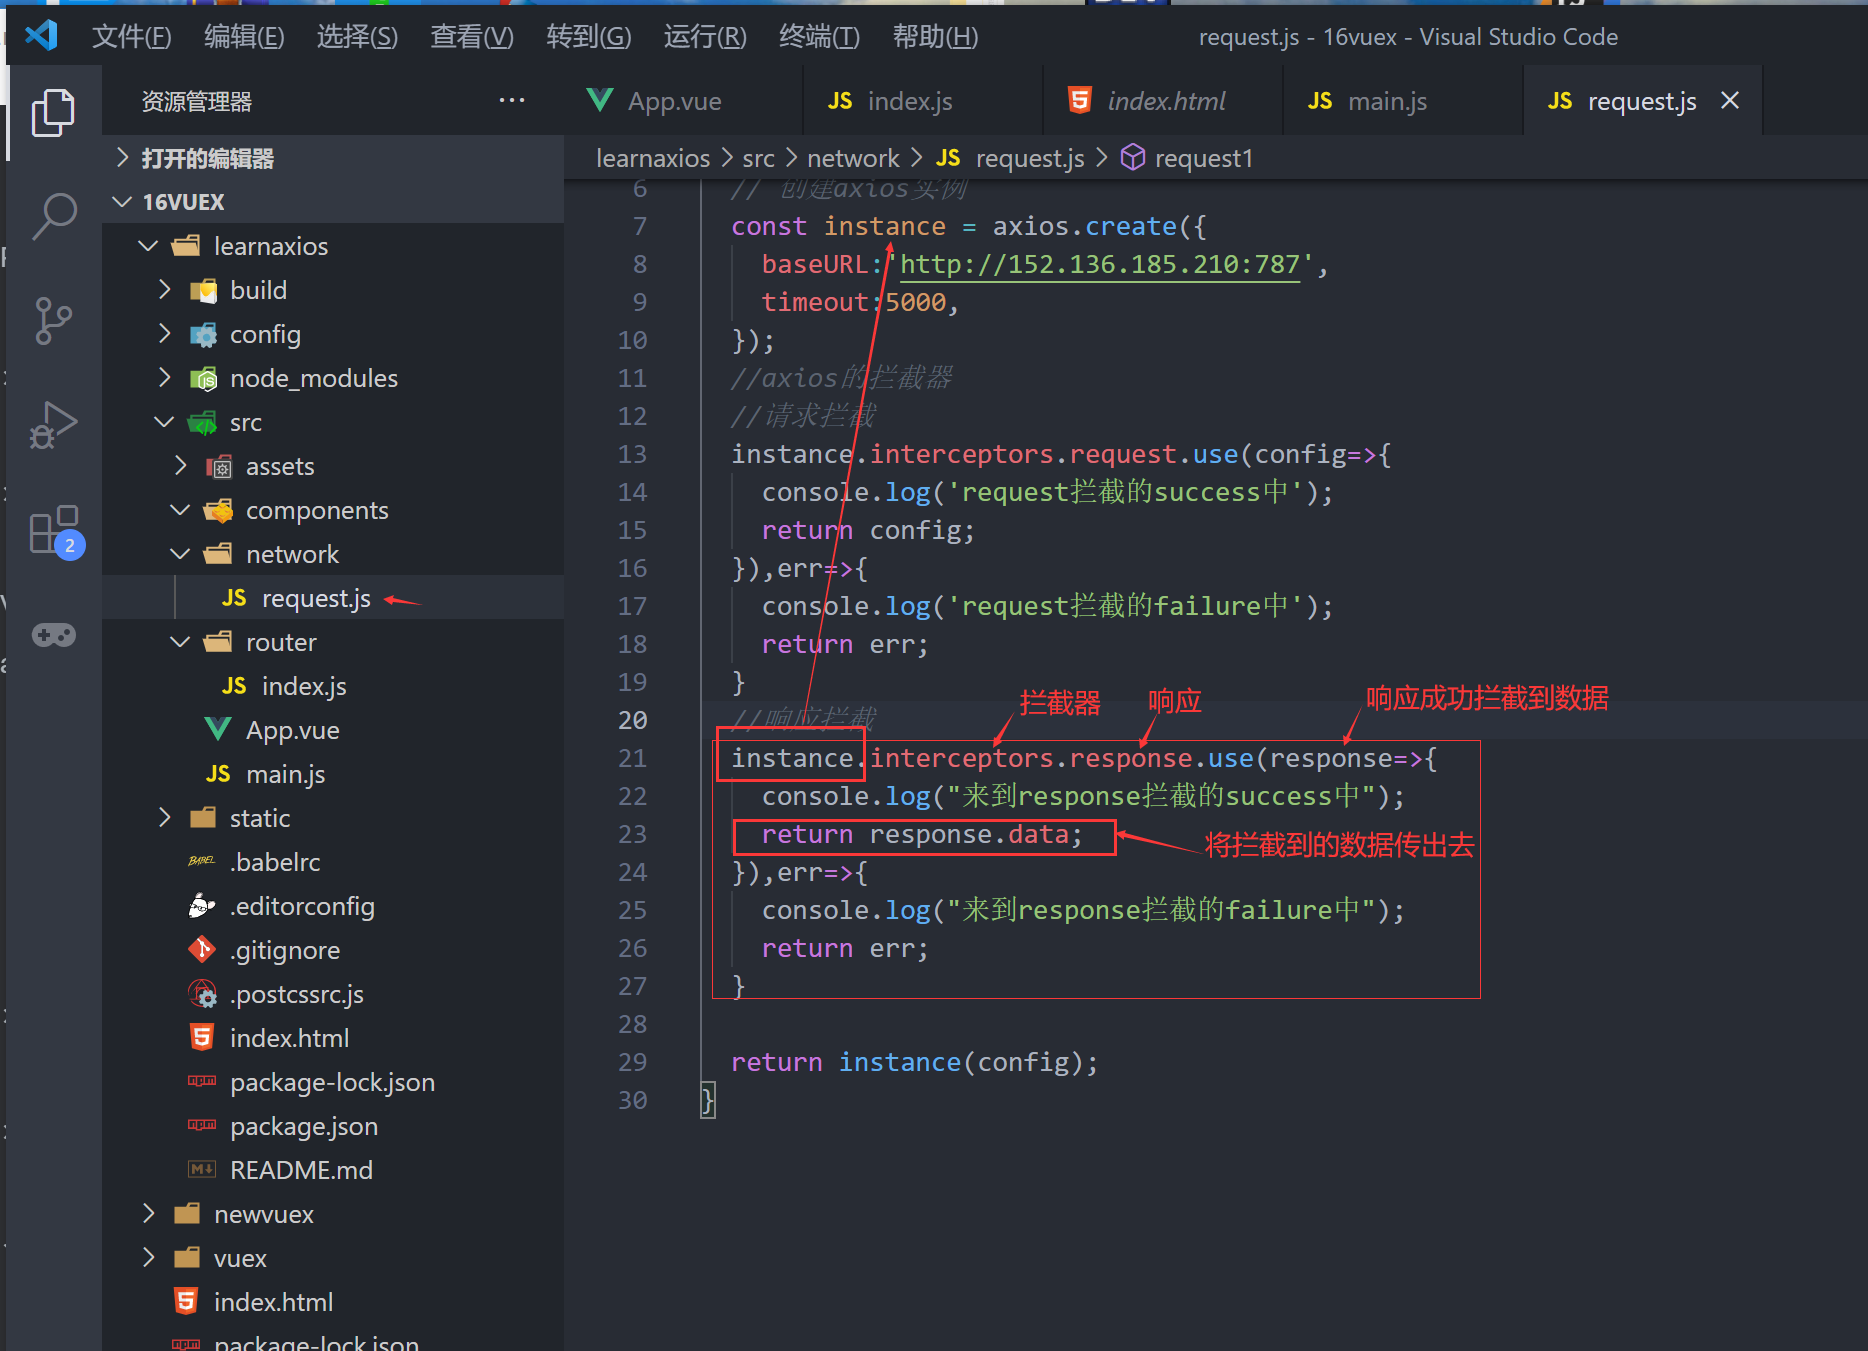 文件(F) 编辑(E) 选择(S) 查看(V) 转到(G) 运行(R) 终端(T) 帮助(H) request.js - 16vuex - Visual Studio Code
资源管理器 ···
App.vue JS index.js index.html JS main.js JS request.js
打开的编辑器
16VUEX
learnaxios
build
config
node_modules
src
assets
components
network
JS request.js
router
JS index.js
App.vue
JS main.js
static
BABEL .babelrc
.editorconfig
.gitignore
.postcssrc.js
index.html
package-lock.json
package.json
README.md
newvuex
vuex
index.html
package-lock.json
2
learnaxios > src > network > JS request.js > request1
6 // 创建axios实例
7 const instance = axios.create({
8 baseURL:'http://152.136.185.210:787',
9 timeout:5000,
10 });
11 //axios的拦截器
12 //请求拦截
13 instance.interceptors.request.use(config=>{
14 console.log('request拦截的success中');
15 return config;
16 }),err=>{
17 console.log('request拦截的failure中');
18 return err;
19 }
拦截器 响应 响应成功拦截到数据
20 //响应拦截
21 instance.interceptors.response.use(response=>{
22 console.log("来到response拦截的success中");
23 return response.data;
将拦截到的数据传出去
24 }),err=>{
25 console.log("来到response拦截的failure中");
26 return err;
27 }
28
29 return instance(config);
30 }